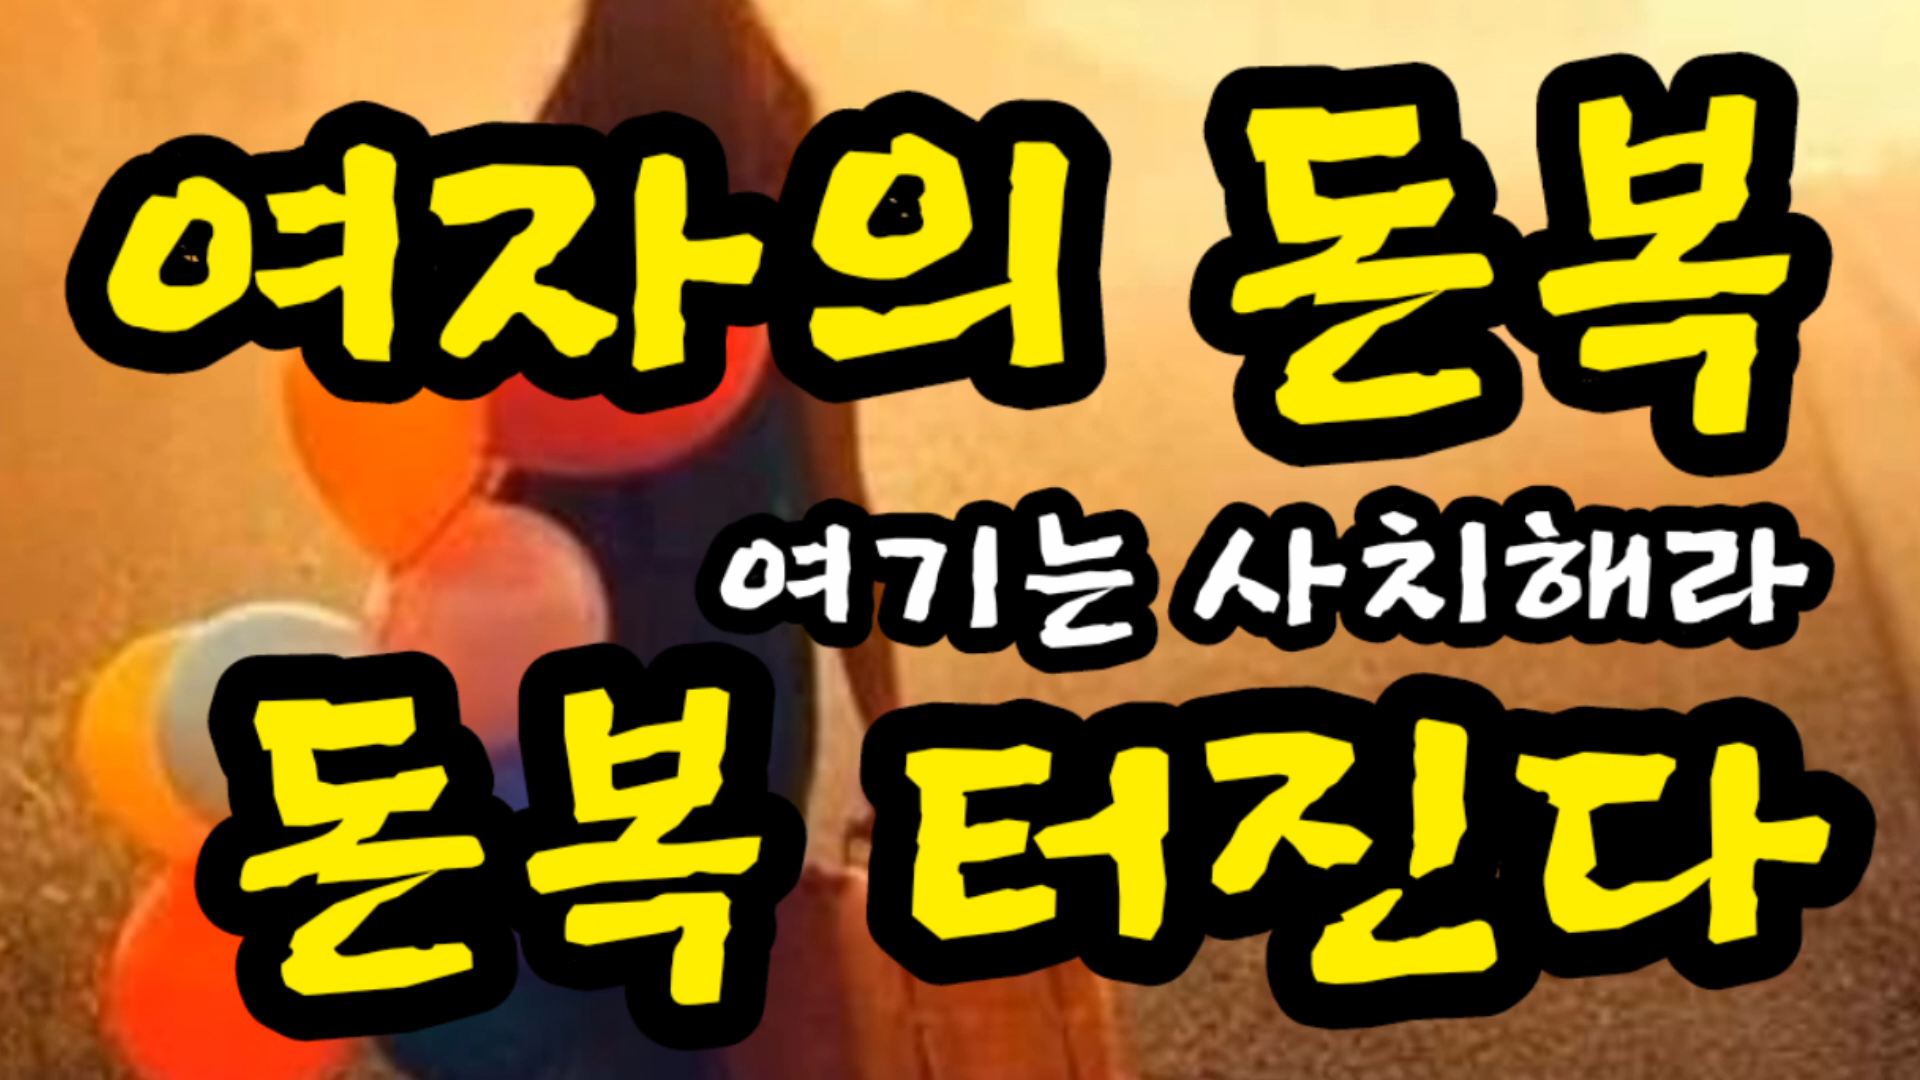 여자의 돈복
여기는 사치해라
돈복 터진다